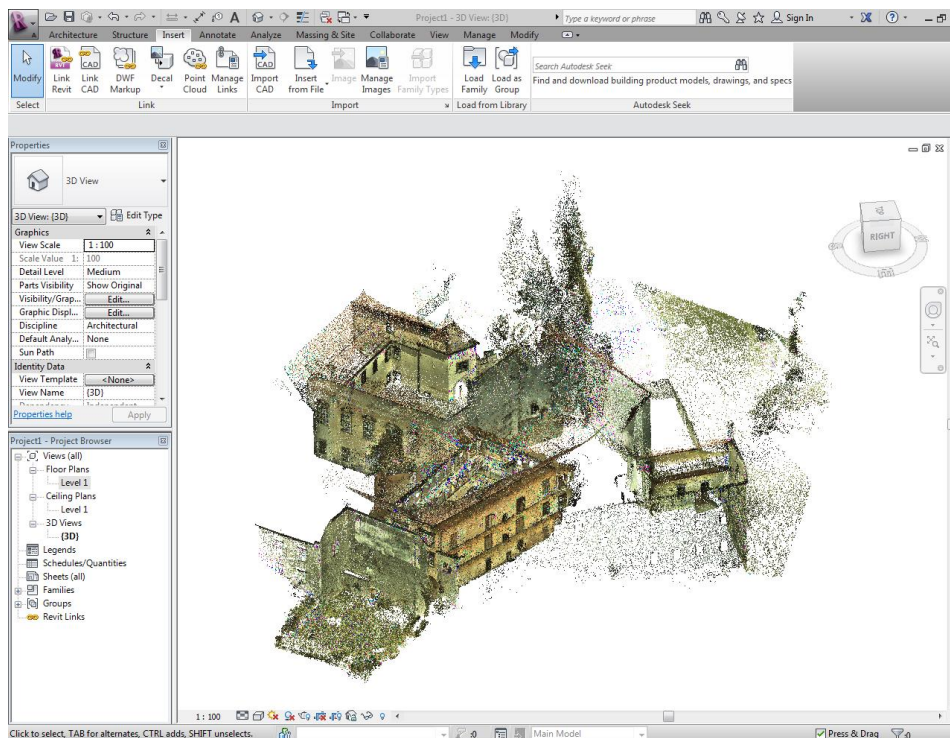 Project1 - 3D View: {3D}
Type a keyword or phrase
Sign In
Architecture Structure Insert Annotate Analyze Massing & Site Collaborate View Manage Modify
Modify
Link Revit
Link CAD
DWF Markup
Decal
Point Cloud
Manage Links
Import CAD
Insert from File
Image
Manage Images
Import Family Types
Load Family
Load as Group
Search Autodesk Seek
Find and download building product models, drawings, and specs
Select Link Import Load from Library Autodesk Seek
Properties
3D View
3D View: {3D} Edit Type
Graphics
View Scale 1 : 100
Scale Value 1: 100
Detail Level Medium
Parts Visibility Show Original
Visibility/Grap... Edit...
Graphic Displ... Edit...
Discipline Architectural
Default Analy... None
Sun Path
Identity Data
View Template <None>
View Name {3D}
Properties help Apply
Project1 - Project Browser
Views (all)
Floor Plans
Level 1
Ceiling Plans
Level 1
3D Views
{3D}
Legends
Schedules/Quantities
Sheets (all)
Families
Groups
Revit Links
RIGHT
1 : 100
Click to select, TAB for alternates, CTRL adds, SHIFT unselects.
:0
Main Model
Press & Drag
:0